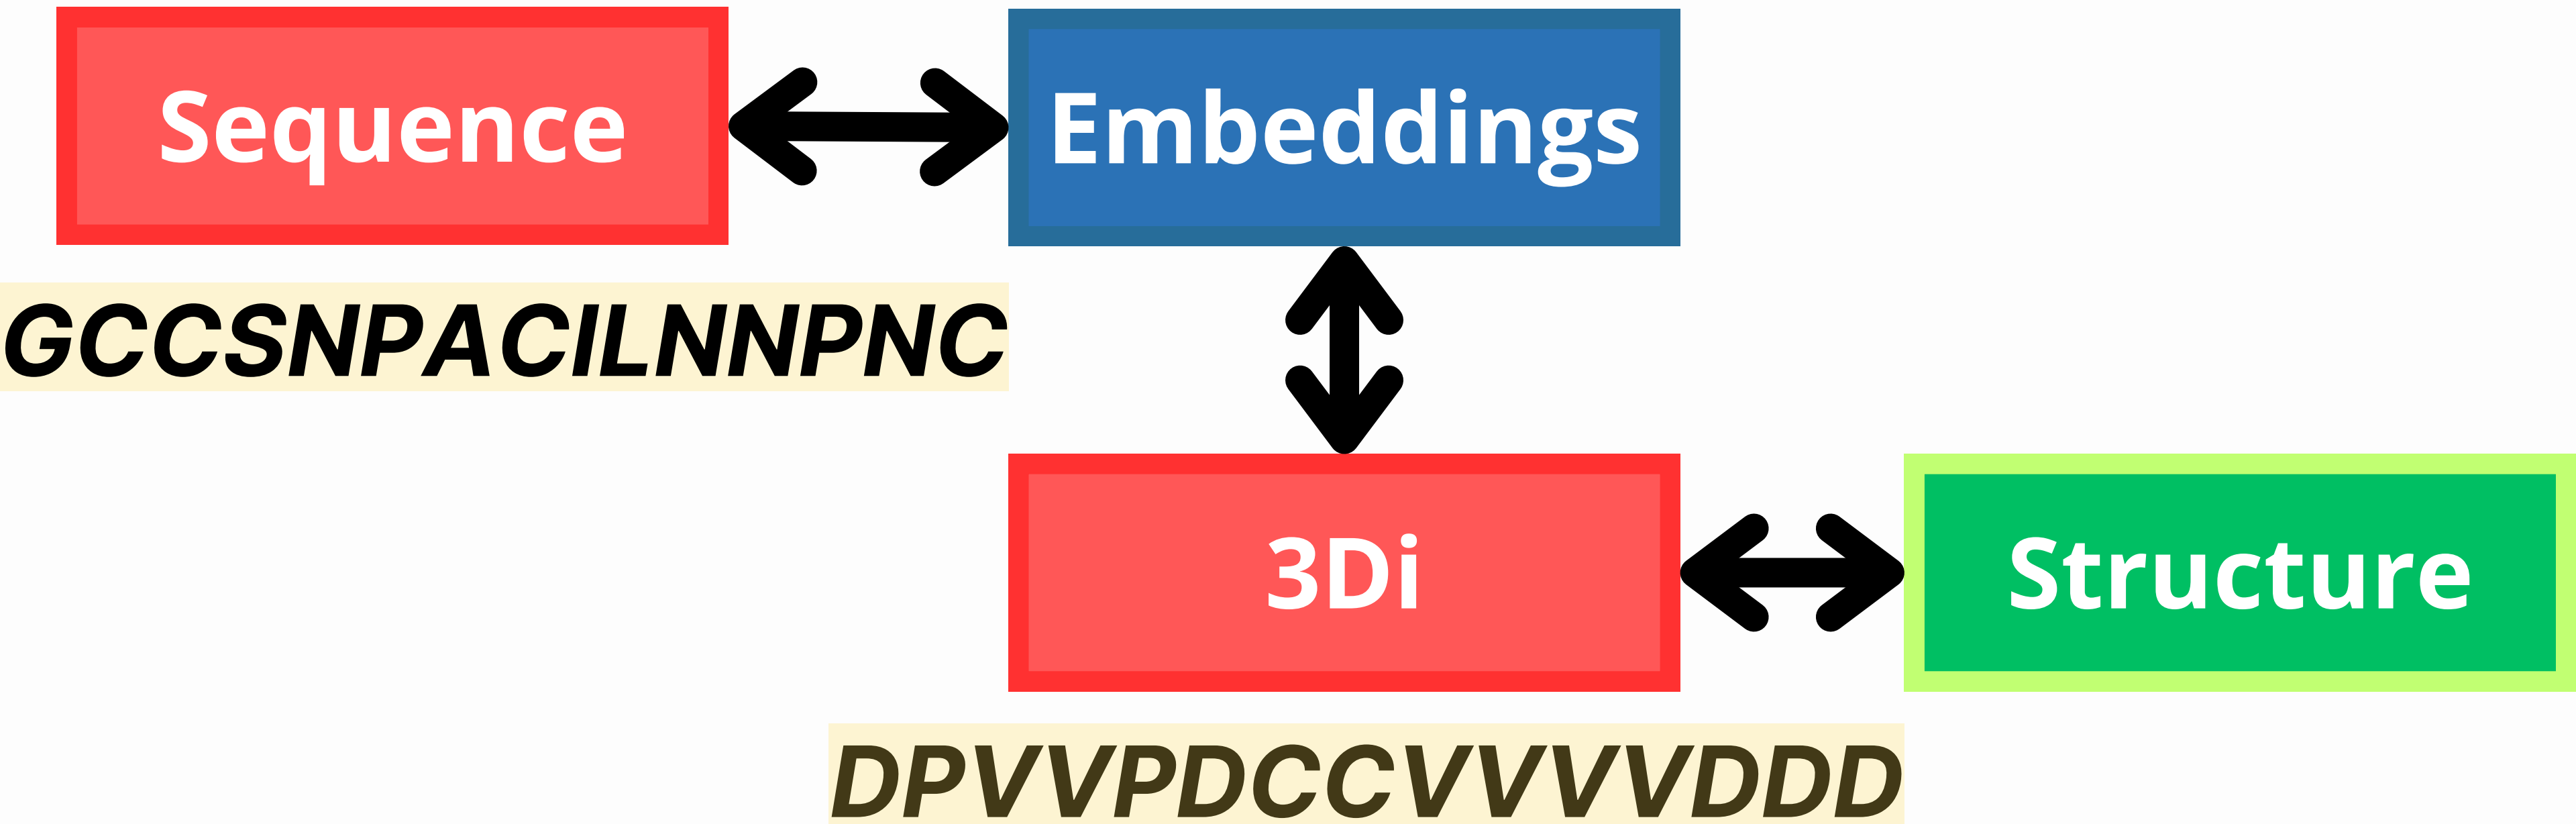 Sequence
Embeddings
GCCSNPACILNNPNC
3Di
Structure
DPVVPDCCVVVVDDD